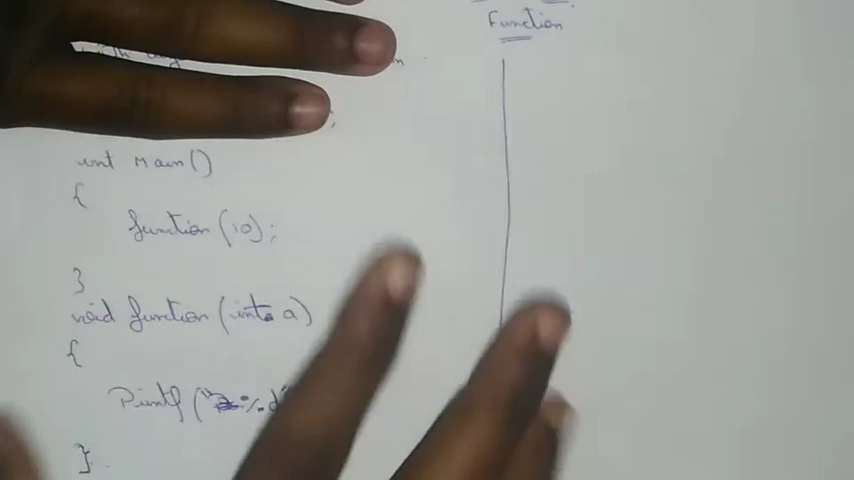 Function
int main()
{
function(10);
}
void function(int a)
{
Printf("%d
}